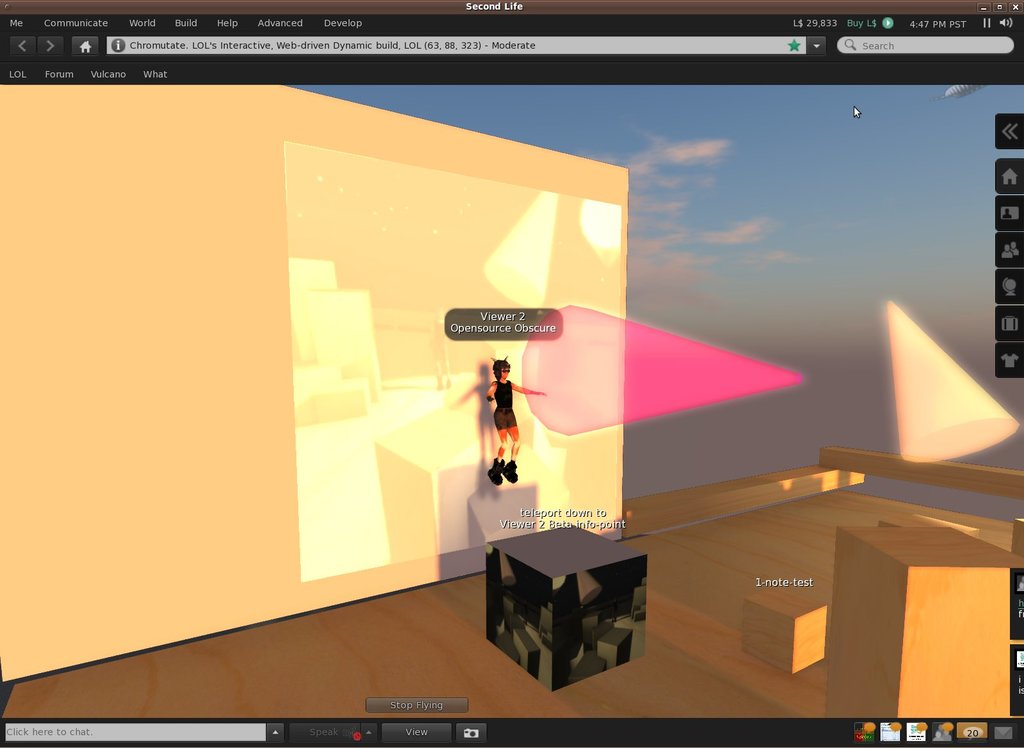 Second Life
Me Communicate World Build Help Advanced Develop
L$ 29,833 Buy L$ 4:47 PM PST
Chromutate. LOL's Interactive, Web-driven Dynamic build, LOL (63, 88, 323) - Moderate
Search
LOL Forum Vulcano What
Viewer 2
Opensource Obscure
teleport down to
Viewer 2 Beta info-point
1-note-test
Stop Flying
Click here to chat.
Speak
View
20